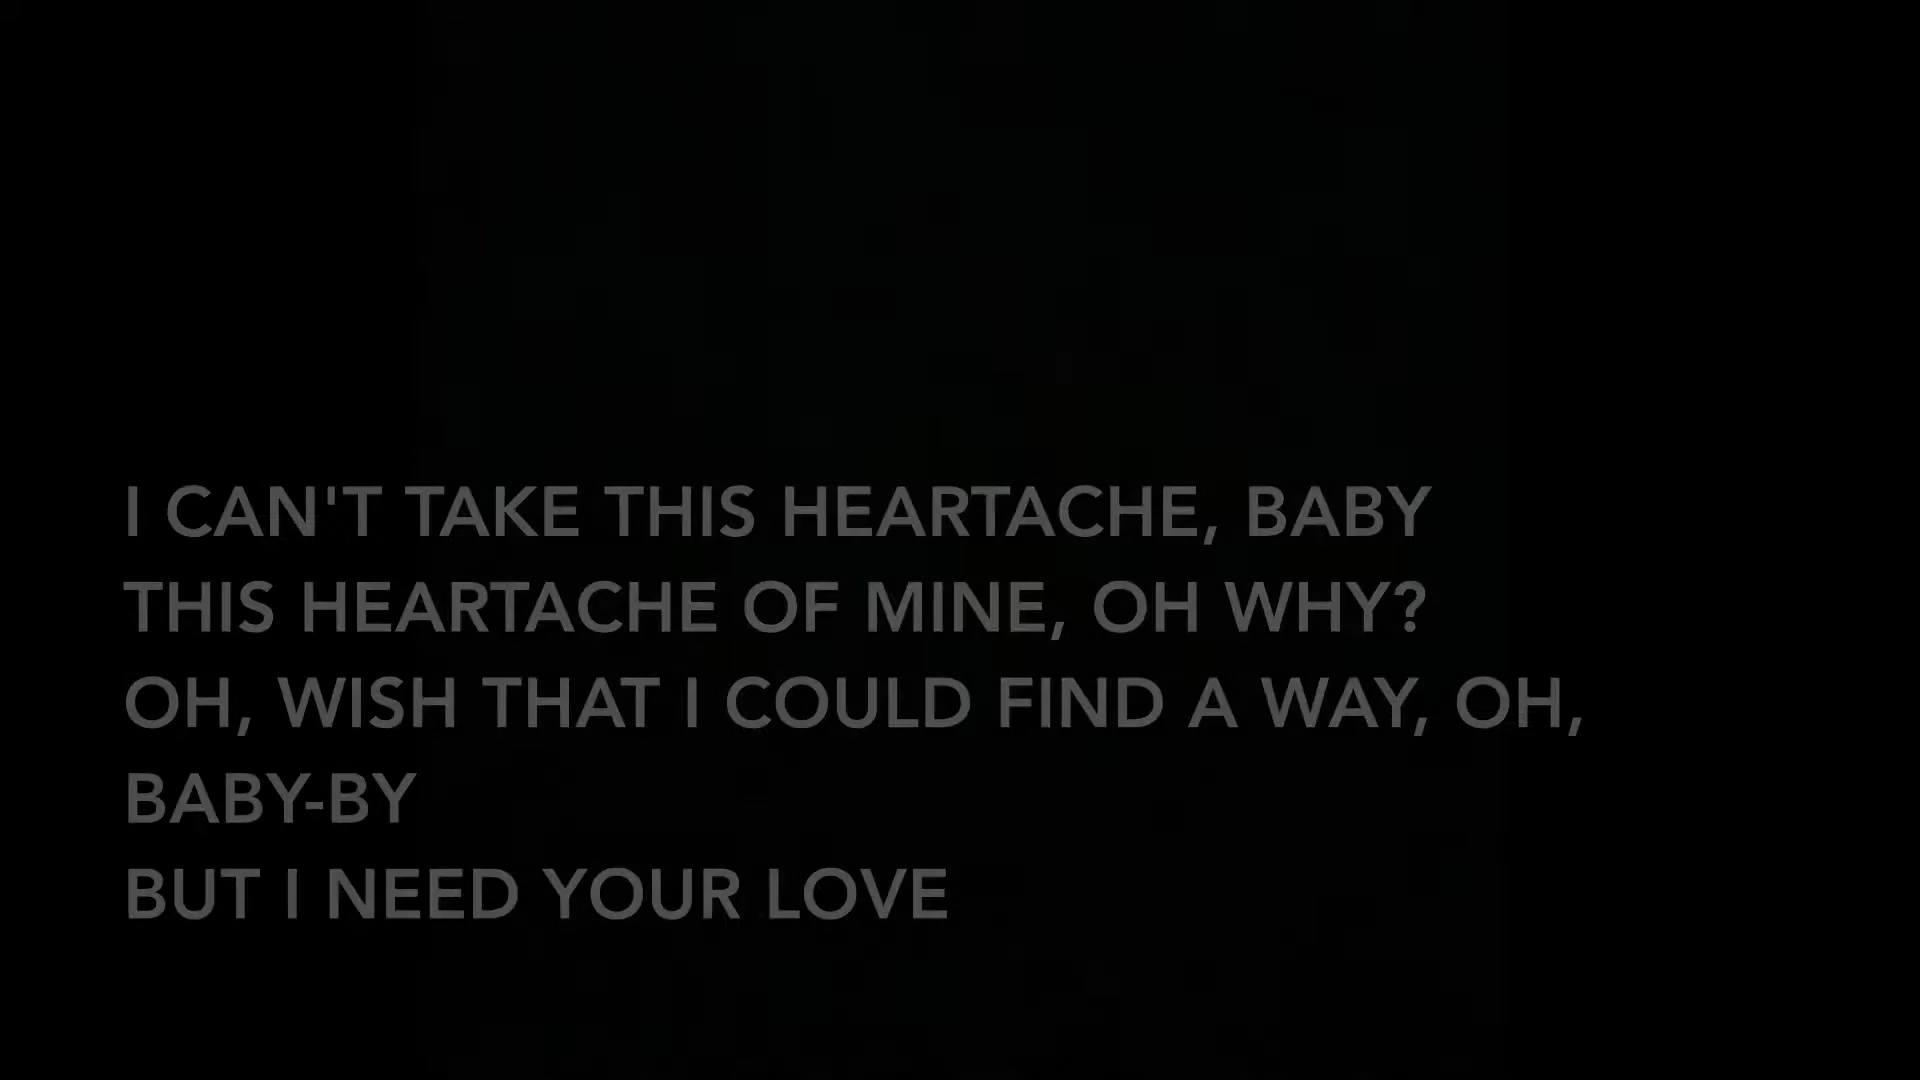 I CAN'T TAKE THIS HEARTACHE, BABY
THIS HEARTACHE OF MINE, OH WHY?
OH, WISH THAT I COULD FIND A WAY, OH,
BABY-BY
BUT I NEED YOUR LOVE